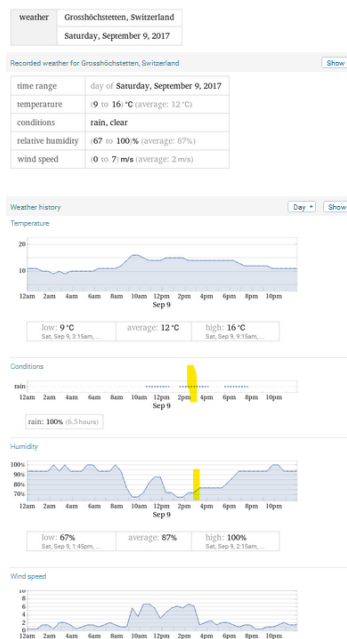 weather
Grosshöchstetten, Switzerland
Saturday, September 9, 2017
Recorded weather for Grosshöchstetten, Switzerland
Show
time range day of Saturday, September 9, 2017
temperature (9 to 16) °C (average: 12 °C)
conditions rain, clear
relative humidity (67 to 100)% (average: 87%)
wind speed (0 to 7) m/s (average: 2 m/s)
Weather history
Day
Show
Temperature
20
10
12am 2am 4am 6am 8am 10am 12am 2pm 4pm 6pm 8pm 10pm
Sep 9
low: 9 °C average: 12 °C high: 16 °C
Sat, Sep 9, 3:15am, ... Sat, Sep 9, 9:15am, ...
Conditions
rain
12am 2am 4am 6am 8am 10am 12am 2pm 4pm 6pm 8pm 10pm
Sep 9
rain: 100% (6.5 hours)
Humidity
100%
90%
80%
70%
12am 2am 4am 6am 8am 10am 12am 2pm 4pm 6pm 8pm 10pm
Sep 9
low: 67% average: 87% high: 100%
Sat, Sep 9, 1:45pm, ... Sat, Sep 9, 2:15am, ...
Wind speed
10
8
6
4
2
0
12am 2am 4am 6am 8am 10am 12am 2pm 4pm 6pm 8pm 10pm